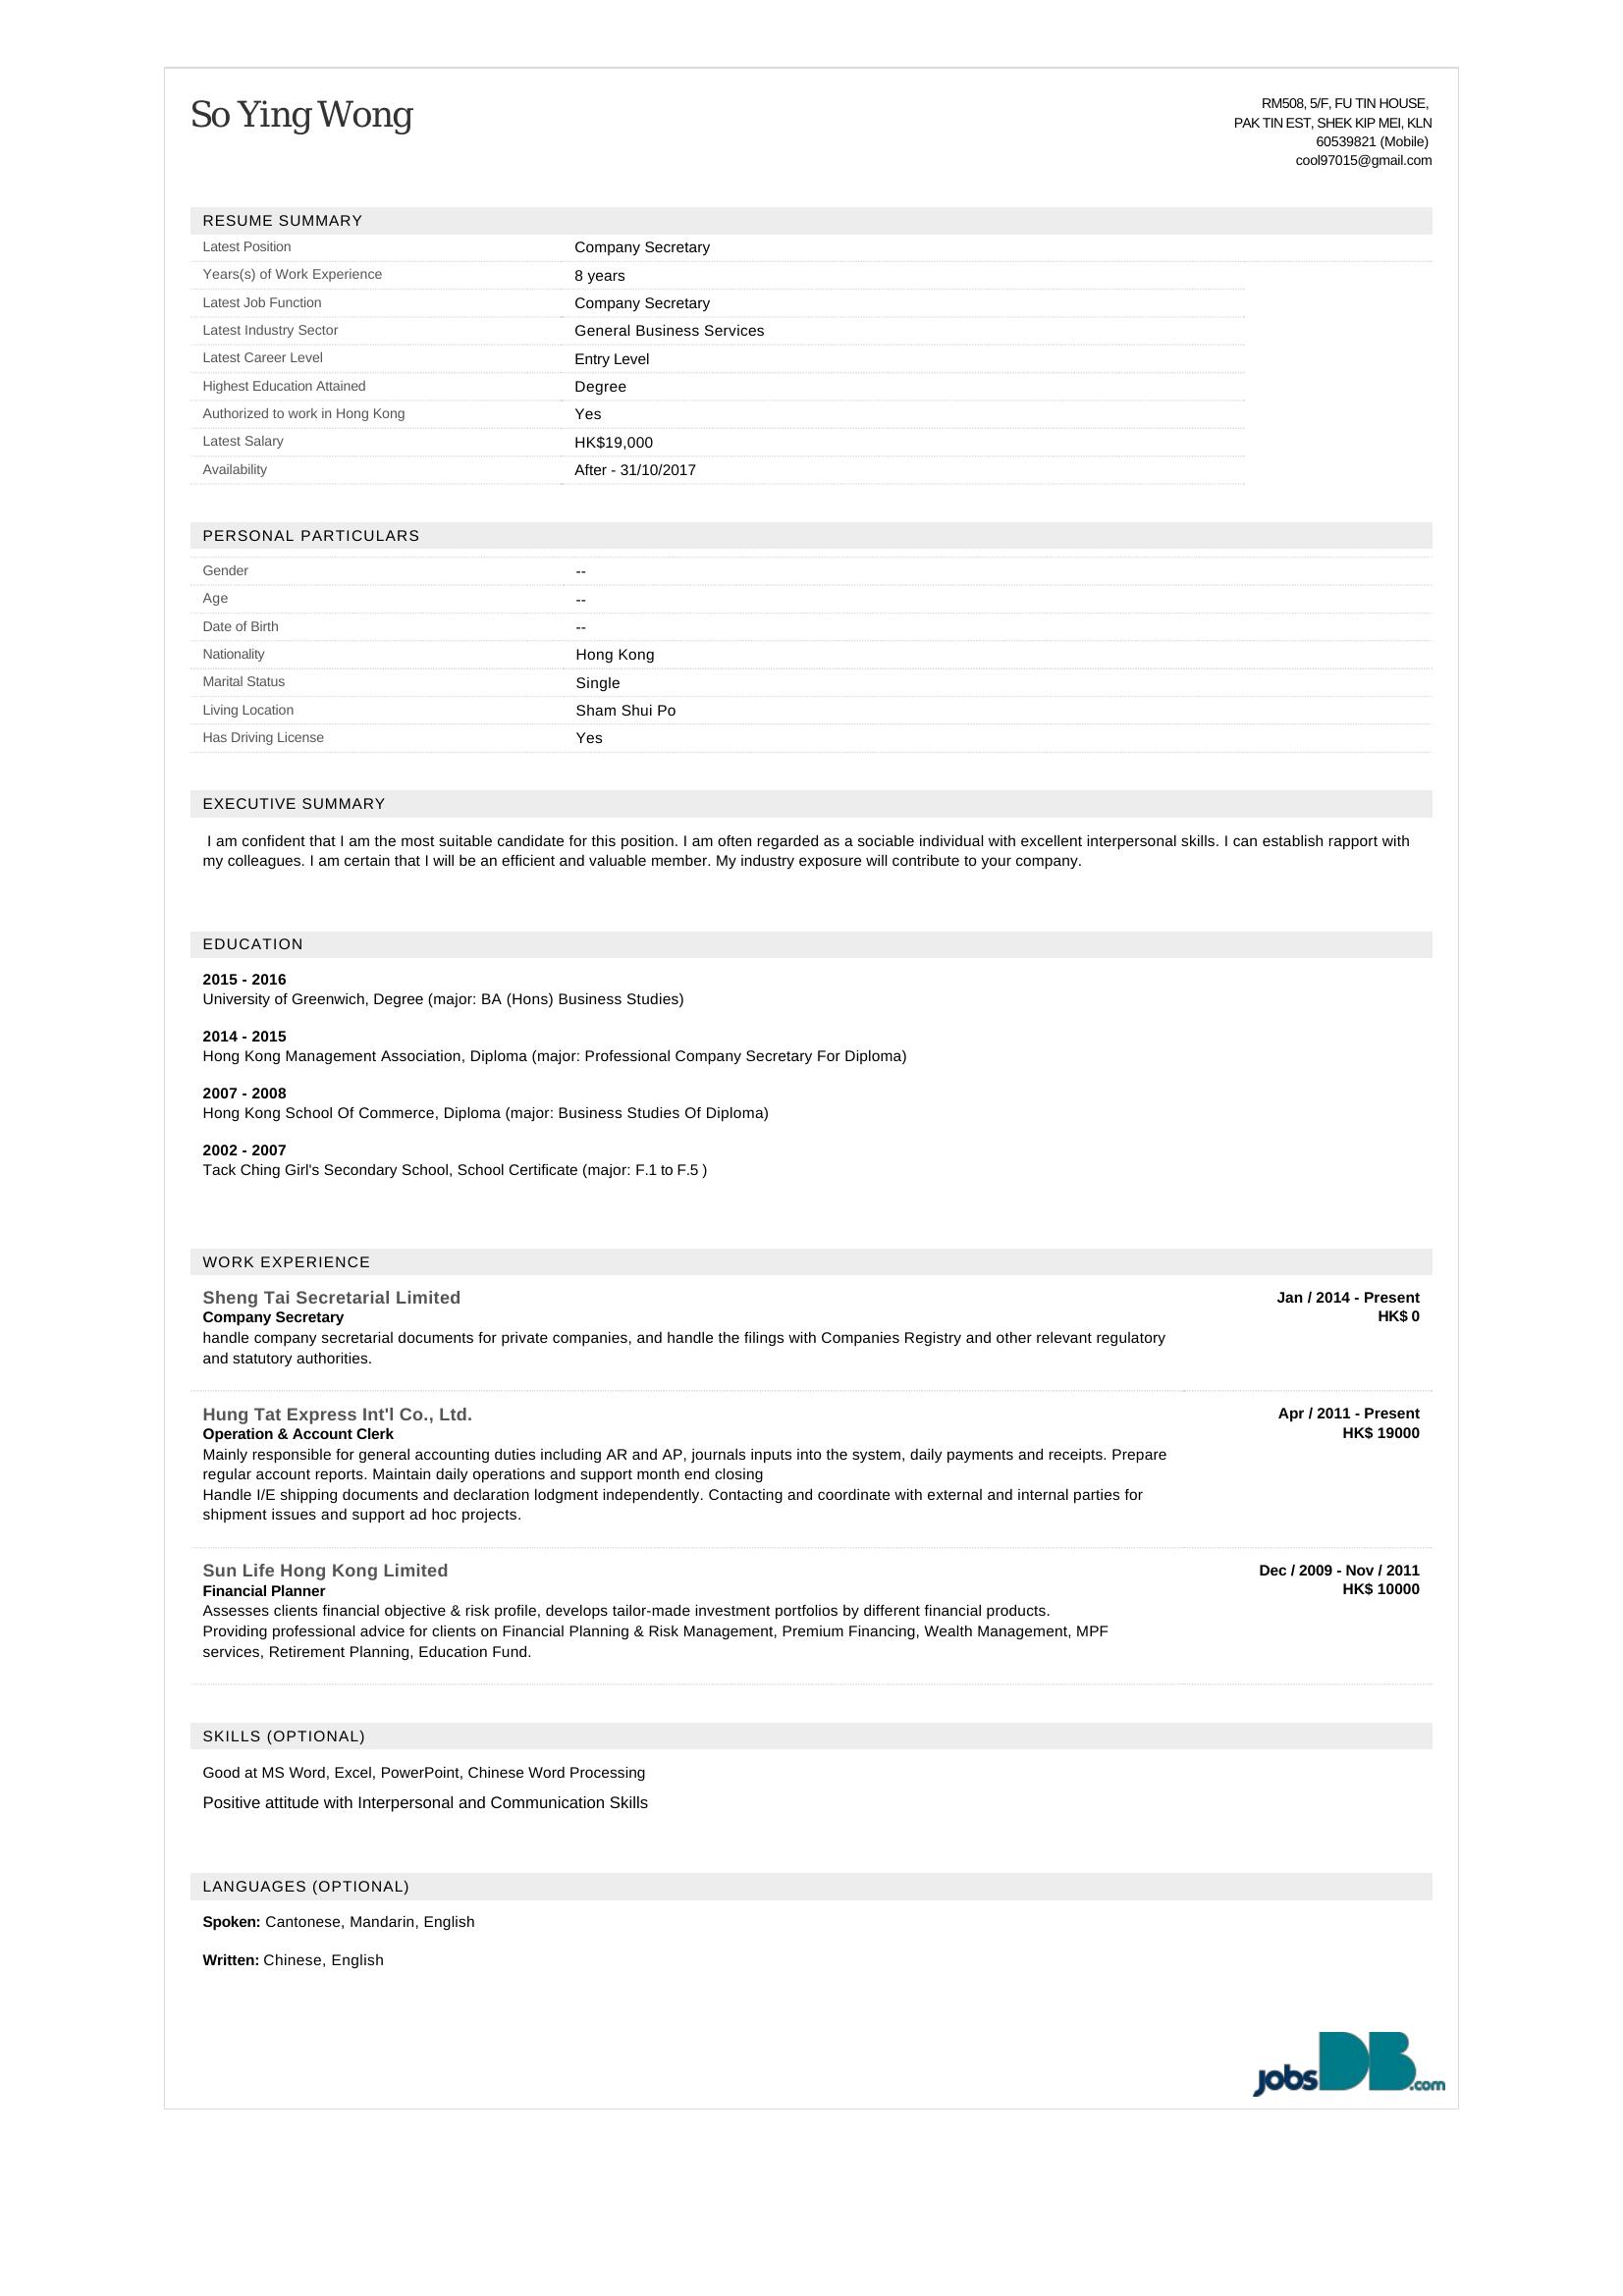 So Ying Wong
RM508, 5/F, FU TIN HOUSE,
PAK TIN EST, SHEK KIP MEI, KLN
60539821 (Mobile)
cool97015@gmail.com
RESUME SUMMARY
Latest Position Company Secretary
Years(s) of Work Experience 8 years
Latest Job Function Company Secretary
Latest Industry Sector General Business Services
Latest Career Level Entry Level
Highest Education Attained Degree
Authorized to work in Hong Kong Yes
Latest Salary HK$19,000
Availability After - 31/10/2017
PERSONAL PARTICULARS
Gender --
Age --
Date of Birth --
Nationality Hong Kong
Marital Status Single
Living Location Sham Shui Po
Has Driving License Yes
EXECUTIVE SUMMARY
I am confident that I am the most suitable candidate for this position. I am often regarded as a sociable individual with excellent interpersonal skills. I can establish rapport with
my colleagues. I am certain that I will be an efficient and valuable member. My industry exposure will contribute to your company.
EDUCATION
2015 - 2016
University of Greenwich, Degree (major: BA (Hons) Business Studies)
2014 - 2015
Hong Kong Management Association, Diploma (major: Professional Company Secretary For Diploma)
2007 - 2008
Hong Kong School Of Commerce, Diploma (major: Business Studies Of Diploma)
2002 - 2007
Tack Ching Girl's Secondary School, School Certificate (major: F.1 to F.5 )
WORK EXPERIENCE
Sheng Tai Secretarial Limited Jan / 2014 - Present
Company Secretary HK$ 0
handle company secretarial documents for private companies, and handle the filings with Companies Registry and other relevant regulatory
and statutory authorities.
Hung Tat Express Int'l Co., Ltd. Apr / 2011 - Present
Operation & Account Clerk HK$ 19000
Mainly responsible for general accounting duties including AR and AP, journals inputs into the system, daily payments and receipts. Prepare
regular account reports. Maintain daily operations and support month end closing
Handle I/E shipping documents and declaration lodgment independently. Contacting and coordinate with external and internal parties for
shipment issues and support ad hoc projects.
Sun Life Hong Kong Limited Dec / 2009 - Nov / 2011
Financial Planner HK$ 10000
Assesses clients financial objective & risk profile, develops tailor-made investment portfolios by different financial products.
Providing professional advice for clients on Financial Planning & Risk Management, Premium Financing, Wealth Management, MPF
services, Retirement Planning, Education Fund.
SKILLS (OPTIONAL)
Good at MS Word, Excel, PowerPoint, Chinese Word Processing
Positive attitude with Interpersonal and Communication Skills
LANGUAGES (OPTIONAL)
Spoken: Cantonese, Mandarin, English
Written: Chinese, English
jobsDB.com